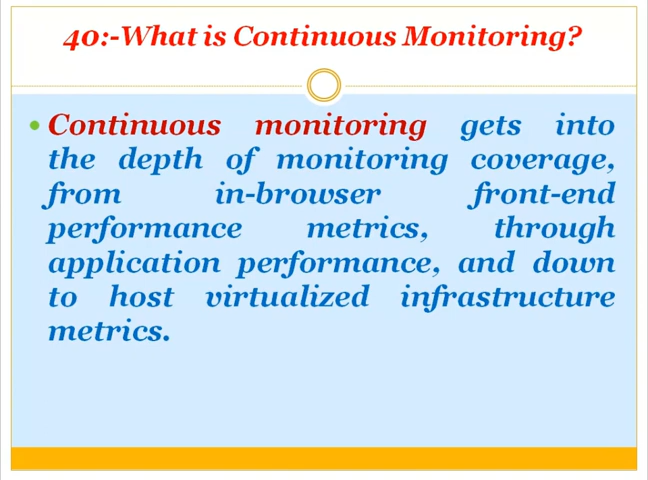 40:-What is Continuous Monitoring?
Continuous monitoring gets into
the depth of monitoring coverage,
from in-browser front-end
performance metrics, through
application performance, and down
to host virtualized infrastructure
metrics.